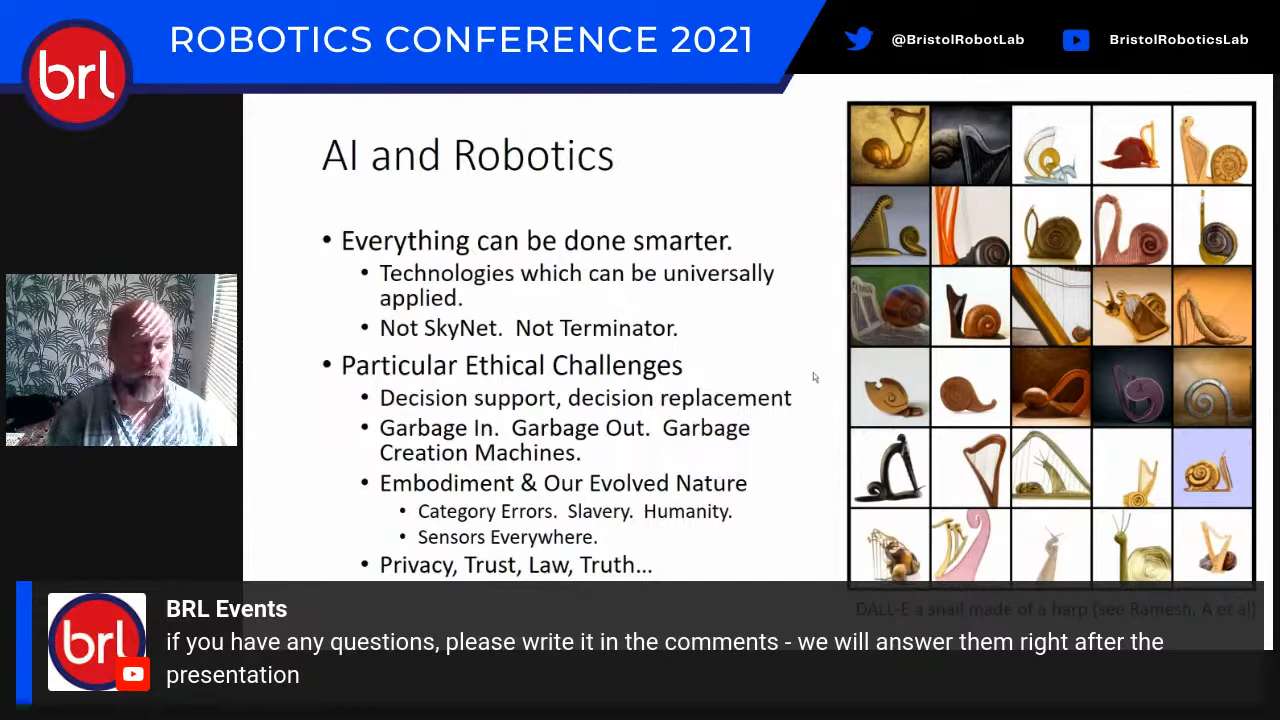 brl
ROBOTICS CONFERENCE 2021
@BristolRobotLab
BristolRoboticsLab
AI and Robotics
• Everything can be done smarter.
• Technologies which can be universally
applied.
• Not SkyNet. Not Terminator.
• Particular Ethical Challenges
• Decision support, decision replacement
• Garbage In. Garbage Out. Garbage
Creation Machines.
• Embodiment & Our Evolved Nature
• Category Errors. Slavery. Humanity.
• Sensors Everywhere.
• Privacy, Trust, Law, Truth...
DALL-E a snail made of a harp (see Ramesh, A et al)
brl
BRL Events
if you have any questions, please write it in the comments - we will answer them right after the
presentation